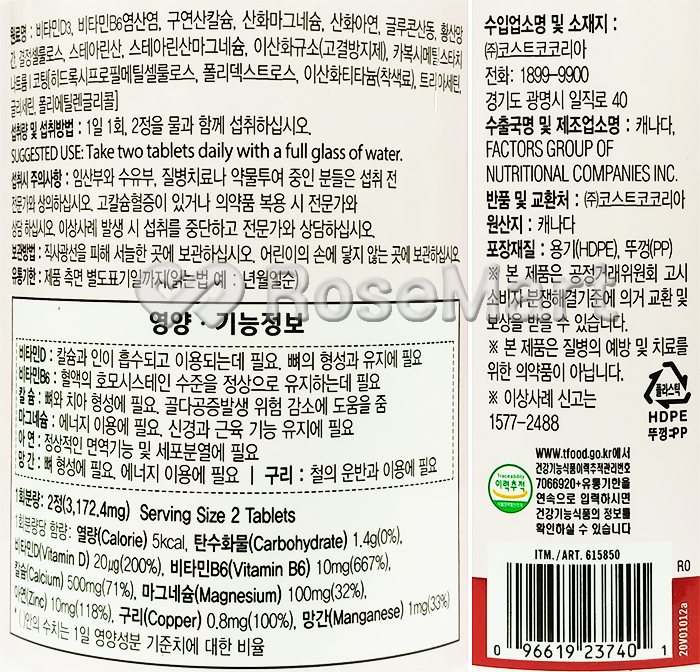 원료명 : 비타민D3, 비타민B6염산염, 구연산칼슘, 산화마그네슘, 산화아연, 글루콘산동, 황산망
간, 결정셀룰로스, 스테아린산, 스테아린산마그네슘, 이산화규소(고결방지제), 카복시메틸스타치
나트륨 | 코팅[히드록시프로필메틸셀룰로스, 폴리덱스트로스, 이산화티타늄(착색료), 트리아세틴,
글리세린, 폴리에틸렌글리콜]
섭취량 및 섭취방법 : 1일 1회, 2정을 물과 함께 섭취하십시오.
SUGGESTED USE: Take two tablets daily with a full glass of water.
섭취시 주의사항 : 임산부와 수유부, 질병치료나 약물투여 중인 분들은 섭취 전
전문가와 상의하십시오. 고칼슘혈증이 있거나 의약품 복용 시 전문가와
상담 하십시오. 이상사례 발생 시 섭취를 중단하고 전문가와 상담하십시오.
보관방법 : 직사광선을 피해 서늘한 곳에 보관하십시오. 어린이의 손에 닿지 않는 곳에 보관하십시오
유통기한 : 제품 측면 별도표기일까지(읽는법 예 : 년월일순)
RoseMart
영양 · 기능정보
비타민D : 칼슘과 인이 흡수되고 이용되는데 필요. 뼈의 형성과 유지에 필요
비타민B6 : 혈액의 호모시스테인 수준을 정상으로 유지하는데 필요
칼 슘 : 뼈와 치아 형성에 필요. 골다공증발생 위험 감소에 도움을 줌
마그네슘 : 에너지 이용에 필요. 신경과 근육 기능 유지에 필요
아 연 : 정상적인 면역기능 및 세포분열에 필요
망 간 : 뼈 형성에 필요. 에너지 이용에 필요 | 구리 : 철의 운반과 이용에 필요
1회분량: 2정(3,172.4mg) Serving Size 2 Tablets
1회분량당 함량: 열량(Calorie) 5kcal, 탄수화물(Carbohydrate) 1.4g(0%),
비타민D(Vitamin D) 20μg(200%), 비타민B6(Vitamin B6) 10mg(667%),
칼슘(Calcium) 500mg(71%), 마그네슘(Magnesium) 100mg(32%),
아연(Zinc) 10mg(118%), 구리(Copper) 0.8mg(100%), 망간(Manganese) 1mg(33%)
* ( )안의 수치는 1일 영양성분 기준치에 대한 비율
수입업소명 및 소재지 :
㈜코스트코코리아
전화: 1899-9900
경기도 광명시 일직로 40
수출국명 및 제조업소명 : 캐나다,
FACTORS GROUP OF
NUTRITIONAL COMPANIES INC.
반품 및 교환처 : ㈜코스트코코리아
원산지 : 캐나다
포장재질 : 용기(HDPE), 뚜껑(PP)
※ 본 제품은 공정거래위원회 고시
소비자분쟁해결기준에 의거 교환 및
보상을 받을 수 있습니다.
※ 본 제품은 질병의 예방 및 치료를
위한 의약품이 아닙니다.
※ 이상사례 신고는
1577-2488
플라스틱
HDPE
뚜껑:PP
www.tfood.go.kr에서
건강기능식품이력추적관리번호
7066920+유통기한을
연속으로 입력하시면
건강기능식품의 정보를
확인하실 수 있습니다
Traceability
이력추적
ITM./ART. 615850
0 96619 23740 1
R0
20V01012a